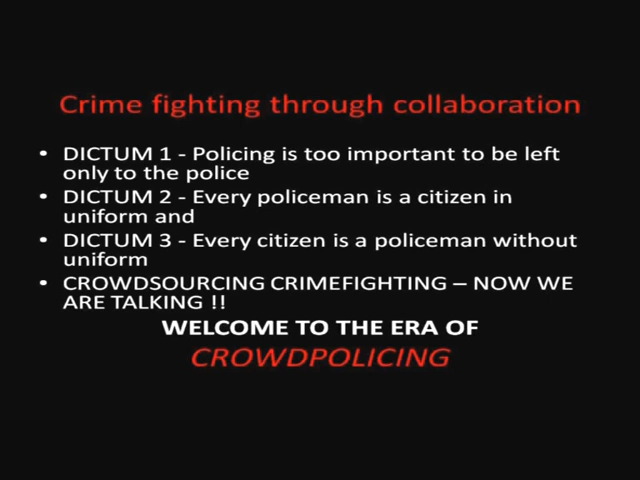 Crime fighting through collaboration
• DICTUM 1 - Policing is too important to be left
only to the police
• DICTUM 2 - Every policeman is a citizen in
uniform and
• DICTUM 3 - Every citizen is a policeman without
uniform
• CROWDSOURCING CRIMEFIGHTING – NOW WE
ARE TALKING !!
WELCOME TO THE ERA OF
CROWDPOLICING